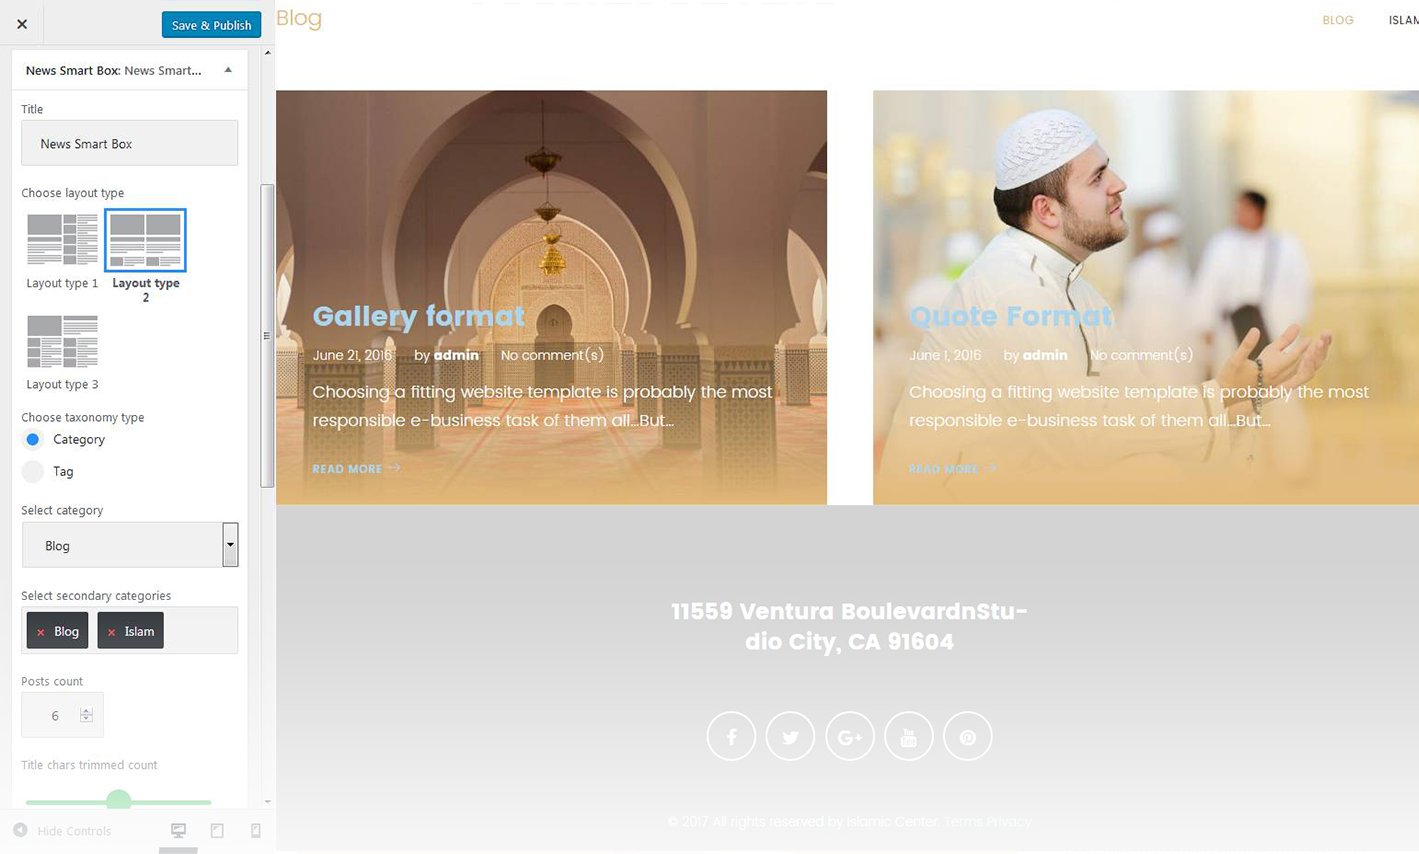 Save & Publish
Blog
BLOG
ISLAM
News Smart Box: News Smart...
Title
News Smart Box
Choose layout type
Layout type 1
Layout type
2
Layout type 3
Choose taxonomy type
Category
Tag
Select category
Blog
Select secondary categories
× Blog
× Islam
Posts count
6
Title chars trimmed count
Hide Controls
Gallery format
June 21, 2016 by admin No comment(s)
Choosing a fitting website template is probably the most
responsible e-business task of them all...But...
READ MORE
Quote Format
June 1, 2016 by admin No comment(s)
Choosing a fitting website template is probably the most
responsible e-business task of them all...But...
READ MORE
11559 Ventura BoulevardnStu-
dio City, CA 91604
© 2017 All rights reserved by Islamic Center. Terms Privacy